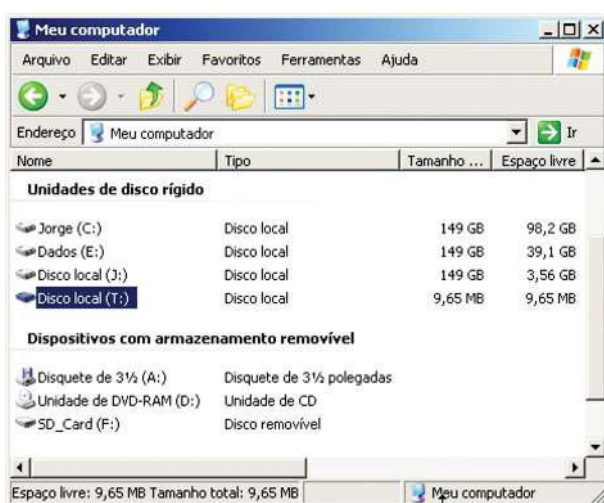 Meu computador
Arquivo Editar Exibir Favoritos Ferramentas Ajuda
Endereço Meu computador Ir
Nome Tipo Tamanho ... Espaço livre
Unidades de disco rígido
Jorge (C:) Disco local 149 GB 98,2 GB
Dados (E:) Disco local 149 GB 39,1 GB
Disco local (J:) Disco local 149 GB 3,56 GB
Disco local (T:) Disco local 9,65 MB 9,65 MB
Dispositivos com armazenamento removível
Disquete de 3½ (A:) Disquete de 3½ polegadas
Unidade de DVD-RAM (D:) Unidade de CD
SD_Card (F:) Disco removível
Espaço livre: 9,65 MB Tamanho total: 9,65 MB Meu computador